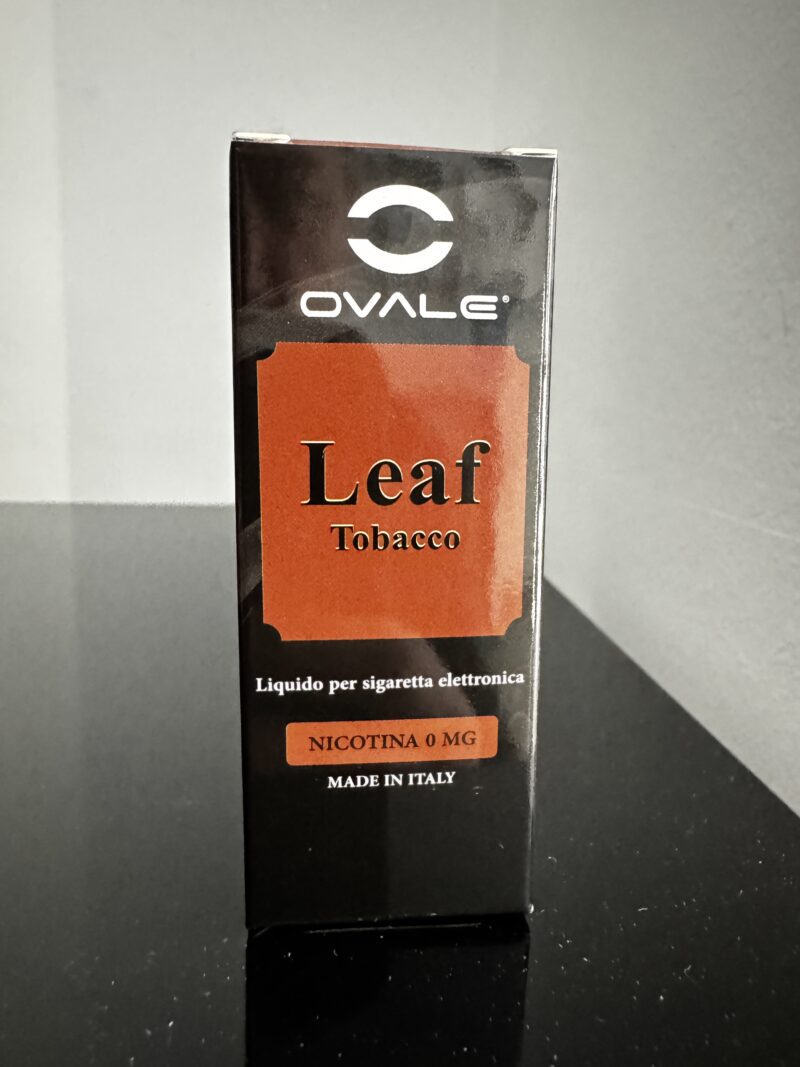 OVALE®
Leaf
Tobacco
Liquido per sigaretta elettronica
NICOTINA 0 MG
MADE IN ITALY